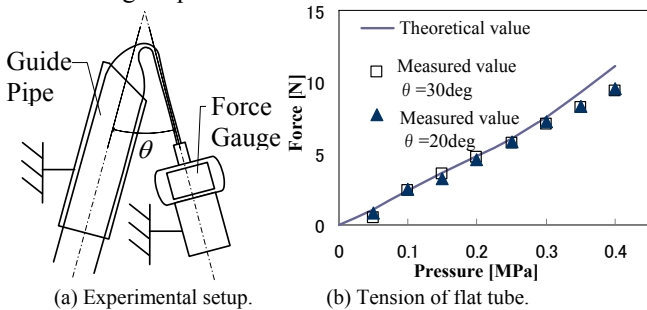 Guide
Pipe
Force
Gauge
θ
(a) Experimental setup.
15
10
5
0
Force [N]
Theoretical value
Measured value
θ =30deg
Measured value
θ =20deg
0
0.1
0.2
0.3
0.4
Pressure [MPa]
(b) Tension of flat tube.